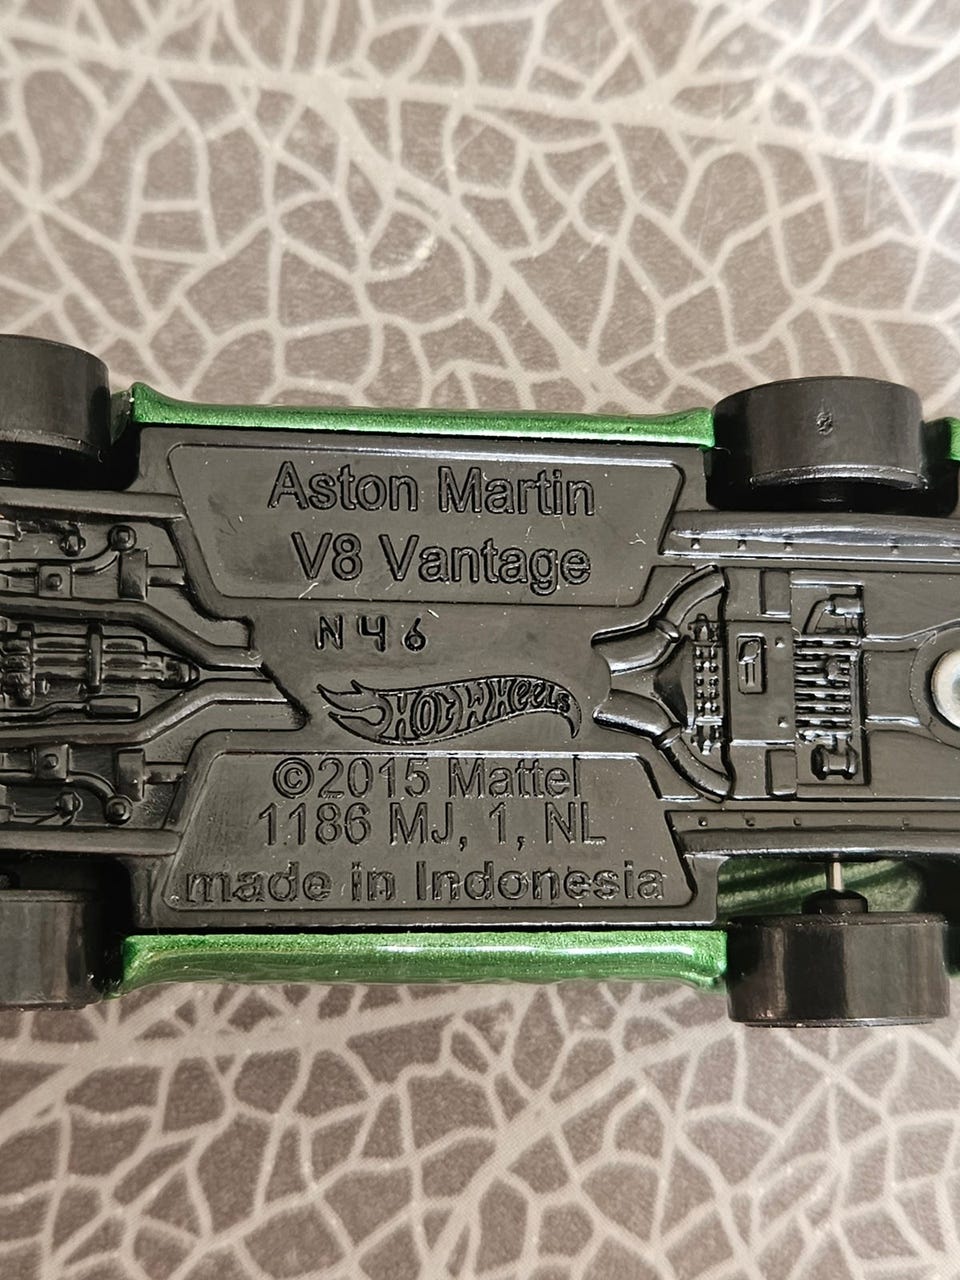 Aston Martin
V8 Vantage
N46
HOT WHEELS
©2015 Mattel
1186 MJ, 1, NL
made in Indonesia